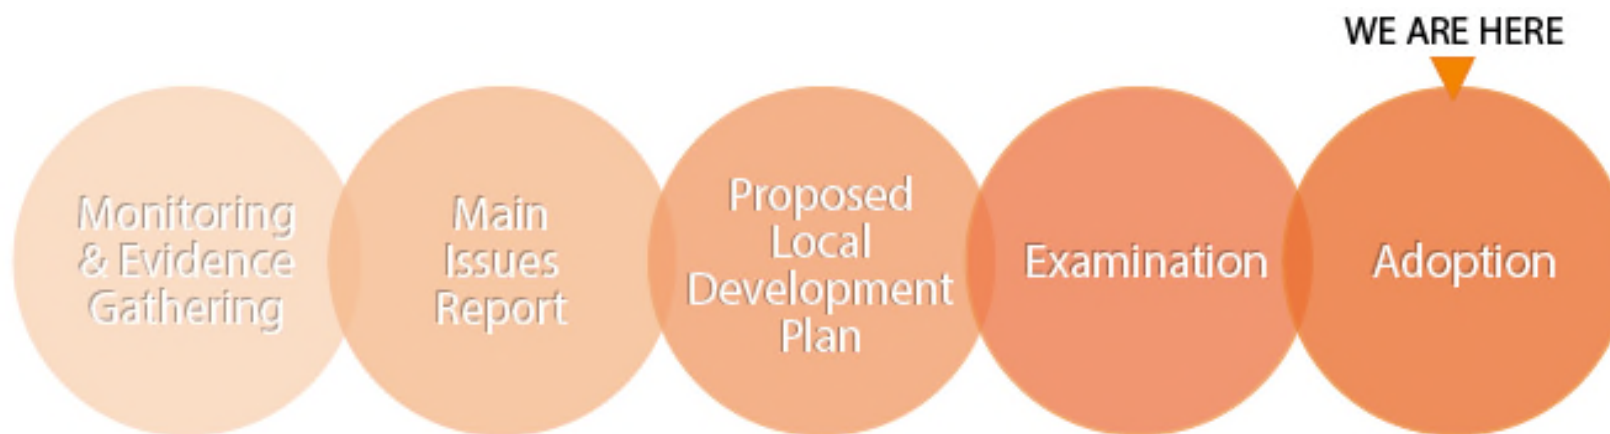 WE ARE HERE
Monitoring
& Evidence
Gathering
Main
Issues
Report
Proposed
Local
Development
Plan
Examination
Adoption